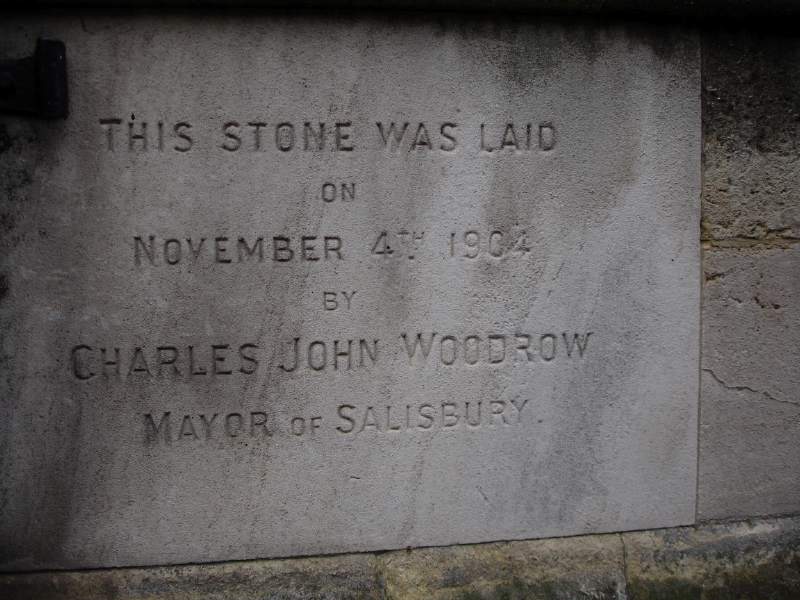 THIS STONE WAS LAID
ON
NOVEMBER 4TH 1904
BY
CHARLES JOHN WOODROW
MAYOR OF SALISBURY.